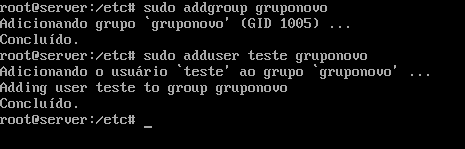 root@server:/etc# sudo addgroup gruponovo
Adicionando grupo `gruponovo' (GID 1005) ...
Concluído.
root@server:/etc# sudo adduser teste gruponovo
Adicionando o usuário `teste' ao grupo `gruponovo' ...
Adding user teste to group gruponovo
Concluído.
root@server:/etc# _